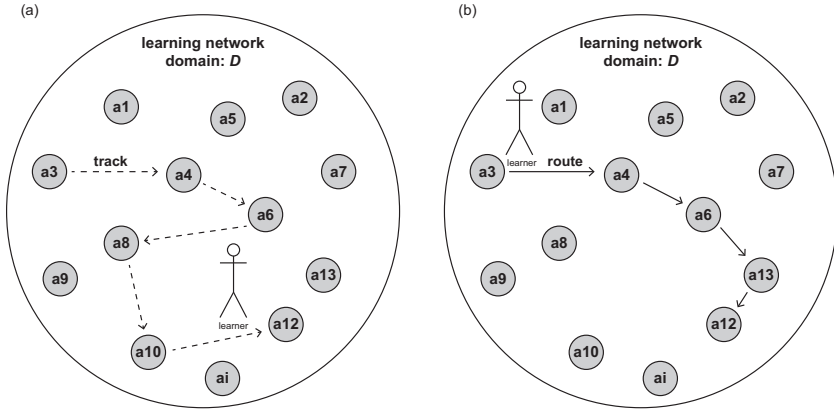 (a)
learning network
domain: D
a1
a5
a2
a3
track
a4
a7
a6
a8
a9
a13
learner
a12
a10
ai
(b)
learning network
domain: D
a1
a5
a2
learner
a3
route
a4
a7
a6
a8
a9
a13
a12
a10
ai